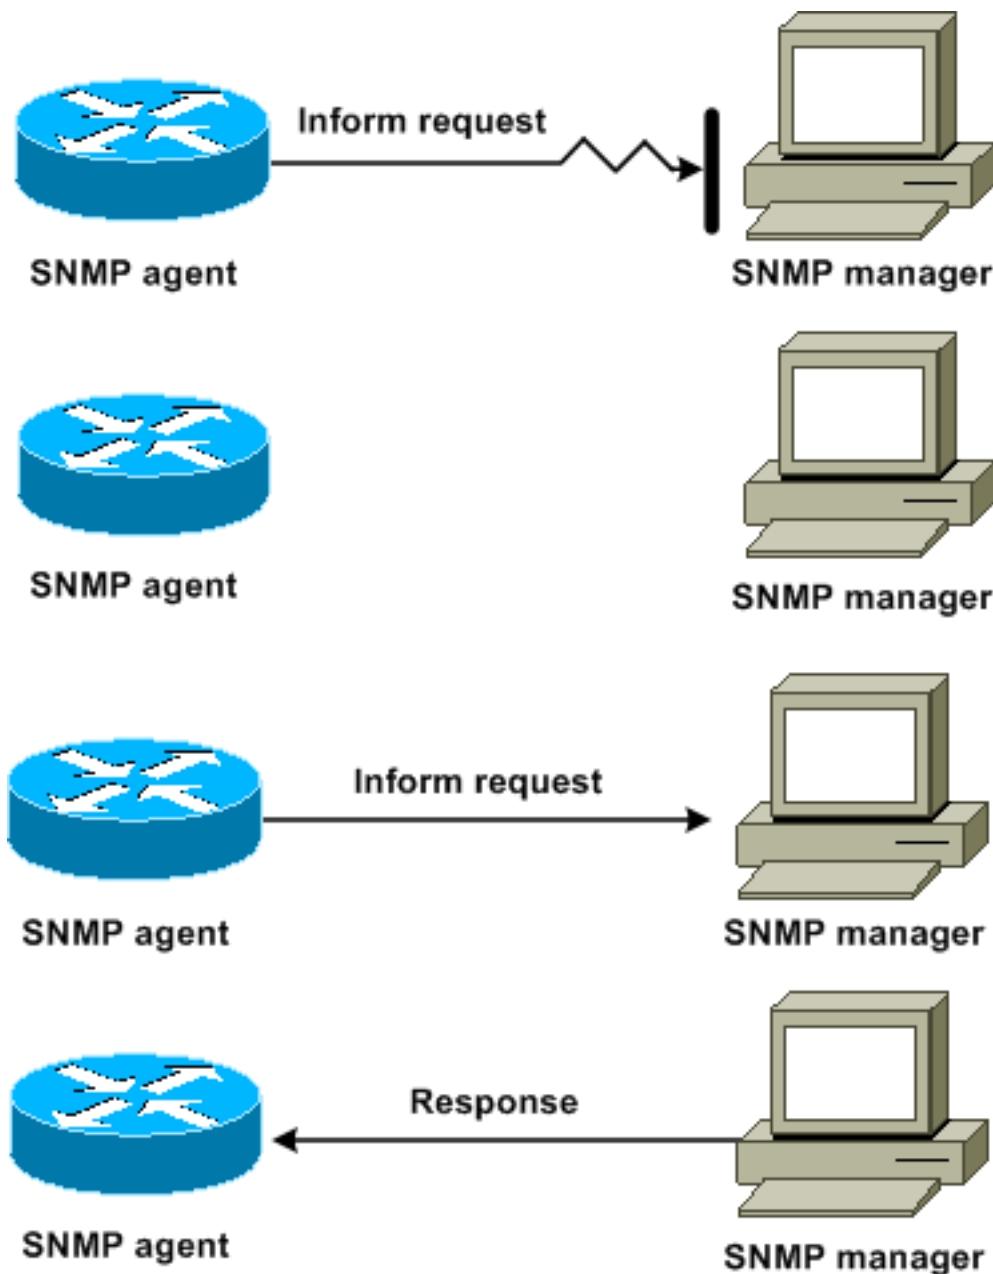 Inform request
SNMP agent
SNMP manager
SNMP agent
SNMP manager
Inform request
SNMP agent
SNMP manager
Response
SNMP agent
SNMP manager